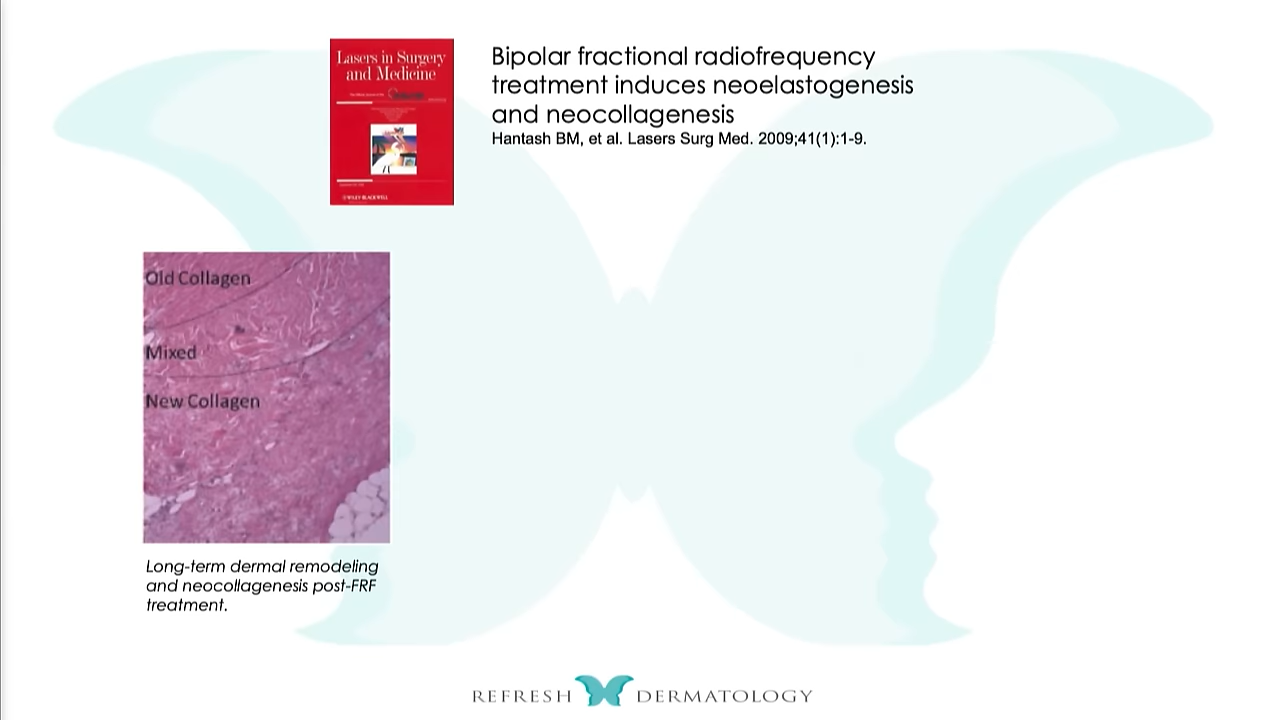 Lasers in Surgery
and Medicine
Bipolar fractional radiofrequency
treatment induces neoelastogenesis
and neocollagenesis
Hantash BM, et al. Lasers Surg Med. 2009;41(1):1-9.
WILEY-BLACKWELL
Old Collagen
Mixed
New Collagen
Long-term dermal remodeling
and neocollagenesis post-FRF
treatment.
REFRESH DERMATOLOGY